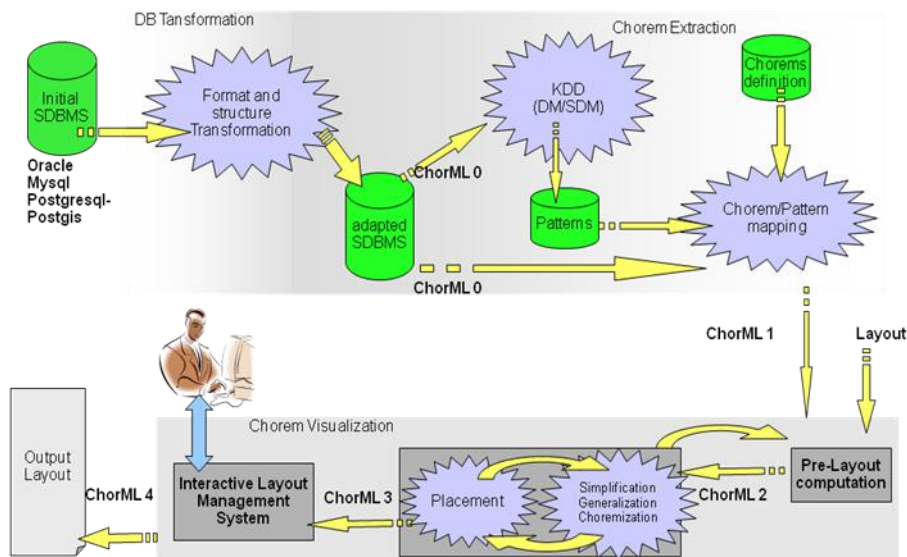 DB Tansformation
Chorem Extraction
Initial
SDBMS
Format and
structure
Transformation
KDD
(DM/SDM)
Chorems
definition
Oracle
Mysql
Postgresql-
Postgis
ChorML 0
adapted
SDBMS
Patterns
Chorem/Pattern
mapping
ChorML 0
ChorML 1
Layout
Chorem Visualization
Output
Layout
ChorML 4
Interactive Layout
Management
System
ChorML 3
Placement
Simplification
Generalization
Choremization
ChorML 2
Pre-Layout
computation